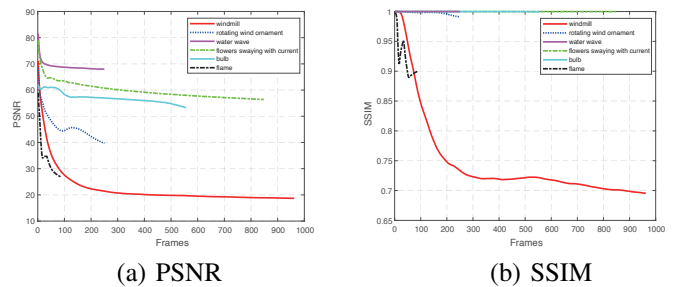 90
80
70
60
50
40
30
20
10
PSNR
0 100 200 300 400 500 600 700 800 900 1000
Frames
windmill
rotating wind ornament
water wave
flowers swaying with current
bulb
flame
(a) PSNR
1
0.95
0.9
0.85
0.8
0.75
0.7
0.65
SSIM
0 100 200 300 400 500 600 700 800 900 1000
Frames
windmill
rotating wind ornament
water wave
flowers swaying with current
bulb
flame
(b) SSIM